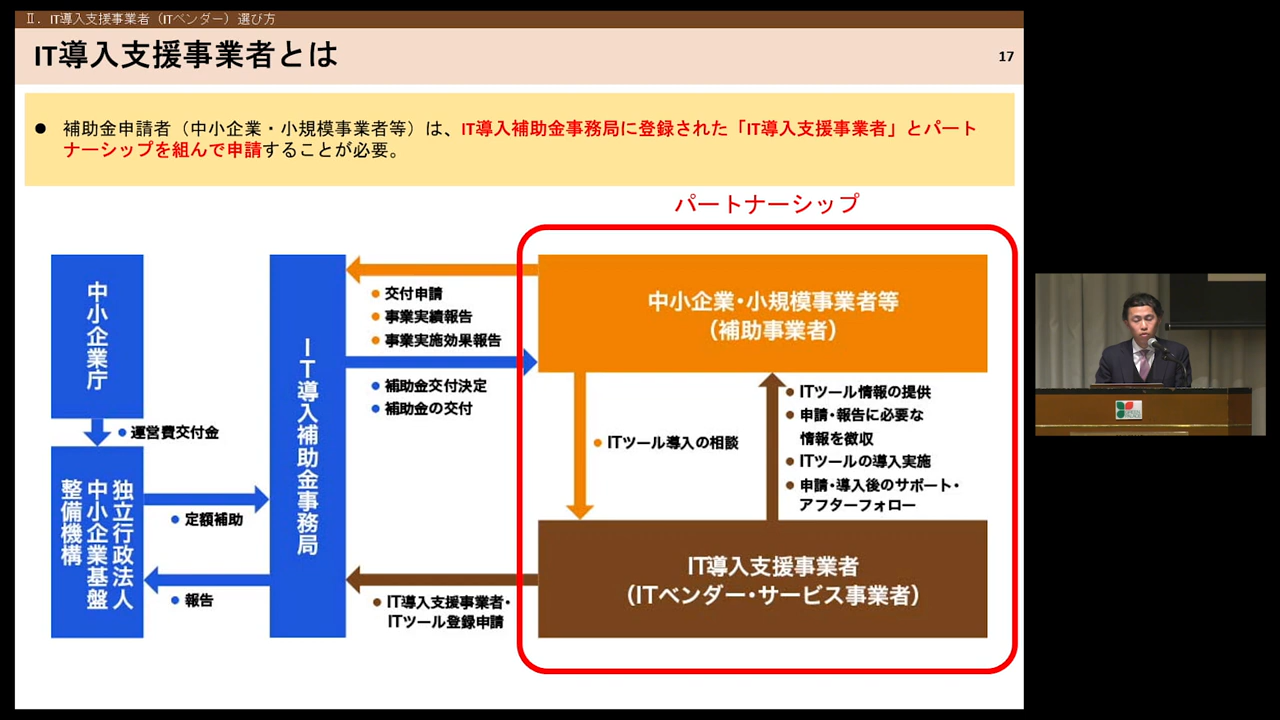 Ⅱ．IT導入支援事業者（ITベンダー）選び方
IT導入支援事業者とは
17
● 補助金申請者（中小企業・小規模事業者等）は、IT導入補助金事務局に登録された「IT導入支援事業者」とパート
ナーシップを組んで申請することが必要。
パートナーシップ
中小企業庁
●運営費交付金
独立行政法人
中小企業基盤
整備機構
●定額補助
●報告
IT導入補助金事務局
●交付申請
●事業実績報告
●事業実施効果報告
●補助金交付決定
●補助金の交付
●IT導入支援事業者・
ITツール登録申請
中小企業・小規模事業者等
（補助事業者）
●ITツール導入の相談
●ITツール情報の提供
●申請・報告に必要な
情報を徴収
●ITツールの導入実施
●申請・導入後のサポート・
アフターフォロー
IT導入支援事業者
（ITベンダー・サービス事業者）